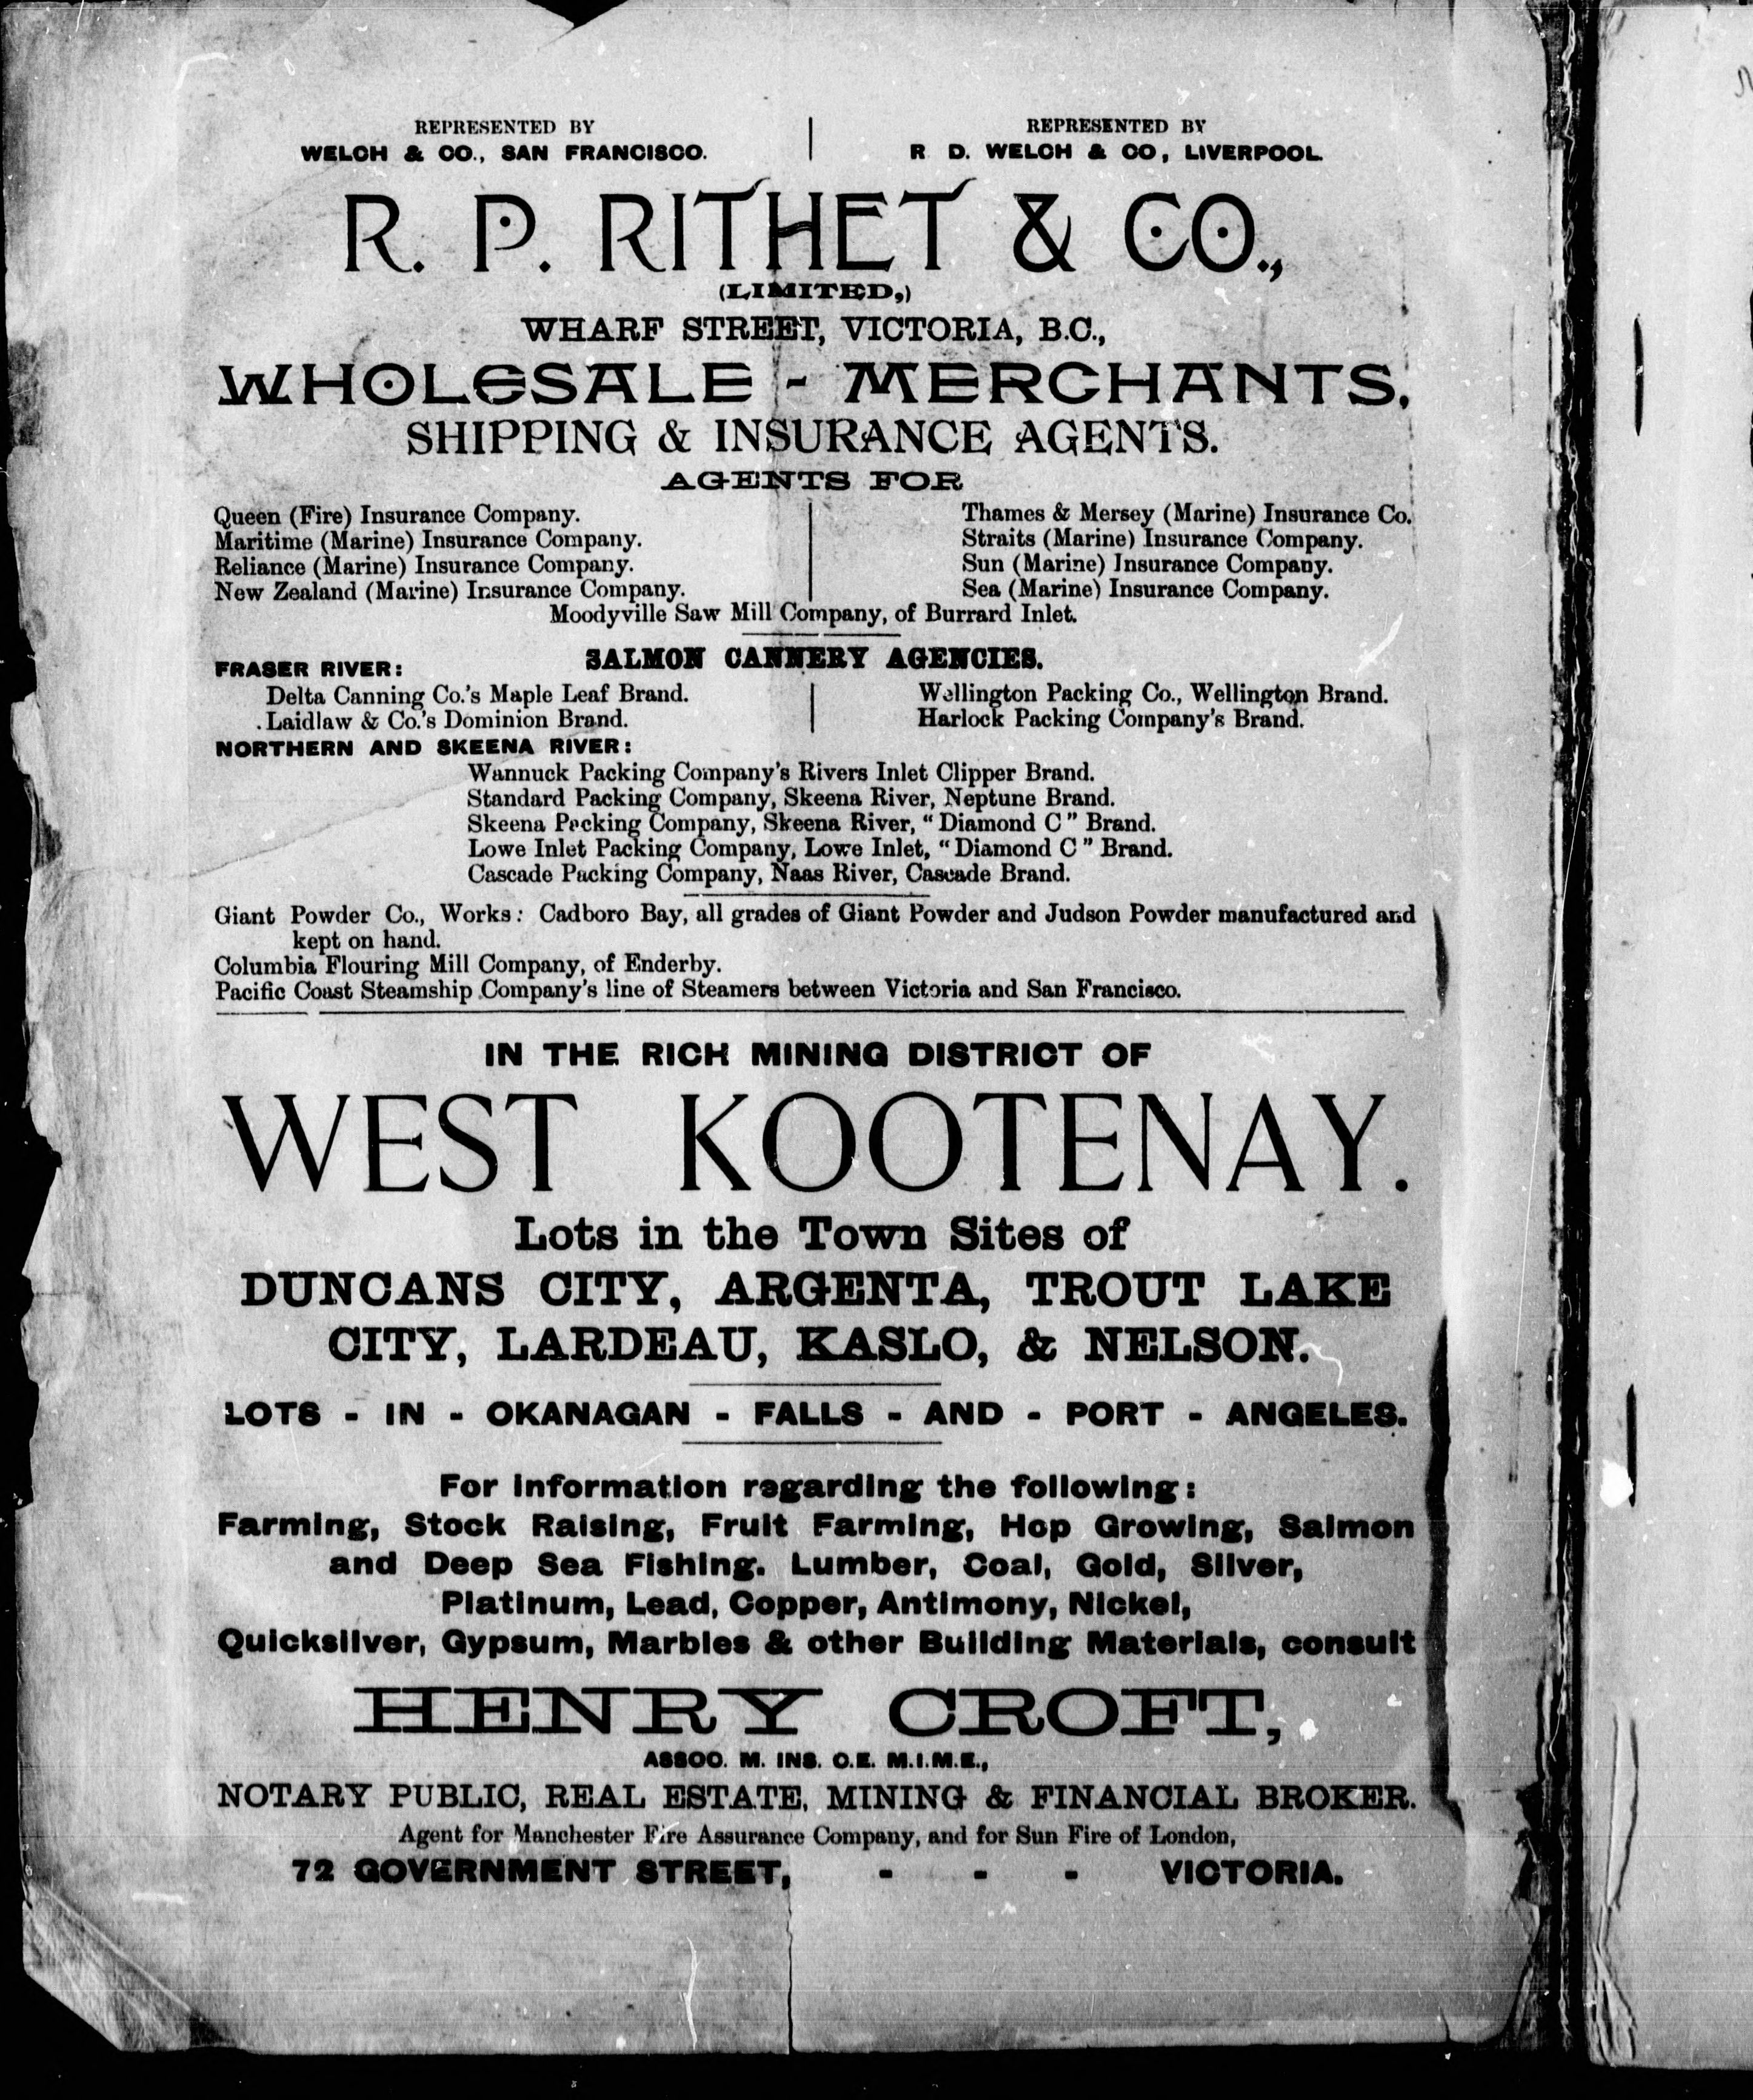 REPRESENTED BY
WELCH & CO., SAN FRANCISCO.
REPRESENTED BY
R D. WELCH & CO, LIVERPOOL.
R. P. RITHET & CO.,
(LIMITED,)
WHARF STREET, VICTORIA, B.C.,
WHOLESALE - MERCHANTS,
SHIPPING & INSURANCE AGENTS.
AGENTS FOR
Queen (Fire) Insurance Company.
Maritime (Marine) Insurance Company.
Reliance (Marine) Insurance Company.
New Zealand (Marine) Insurance Company.
Thames & Mersey (Marine) Insurance Co.
Straits (Marine) Insurance Company.
Sun (Marine) Insurance Company.
Sea (Marine) Insurance Company.
Moodyville Saw Mill Company, of Burrard Inlet.
SALMON CANNERY AGENCIES.
FRASER RIVER:
Delta Canning Co.'s Maple Leaf Brand.
Laidlaw & Co.'s Dominion Brand.
Wellington Packing Co., Wellington Brand.
Harlock Packing Company's Brand.
NORTHERN AND SKEENA RIVER:
Wannuck Packing Company's Rivers Inlet Clipper Brand.
Standard Packing Company, Skeena River, Neptune Brand.
Skeena Packing Company, Skeena River, "Diamond C" Brand.
Lowe Inlet Packing Company, Lowe Inlet, "Diamond C" Brand.
Cascade Packing Company, Naas River, Cascade Brand.
Giant Powder Co., Works: Cadboro Bay, all grades of Giant Powder and Judson Powder manufactured and
kept on hand.
Columbia Flouring Mill Company, of Enderby.
Pacific Coast Steamship Company's line of Steamers between Victoria and San Francisco.
IN THE RICH MINING DISTRICT OF
WEST KOOTENAY.
Lots in the Town Sites of
DUNCANS CITY, ARGENTA, TROUT LAKE
CITY, LARDEAU, KASLO, & NELSON.
LOTS - IN - OKANAGAN - FALLS - AND - PORT - ANGELES.
For information regarding the following:
Farming, Stock Raising, Fruit Farming, Hop Growing, Salmon
and Deep Sea Fishing. Lumber, Coal, Gold, Silver,
Platinum, Lead, Copper, Antimony, Nickel,
Quicksilver, Gypsum, Marbles & other Building Materials, consult
HENRY CROFT,
ASSOC. M. INS. C.E. M.I.M.E.,
NOTARY PUBLIC, REAL ESTATE, MINING & FINANCIAL BROKER.
Agent for Manchester Fire Assurance Company, and for Sun Fire of London,
72 GOVERNMENT STREET, - - - VICTORIA.